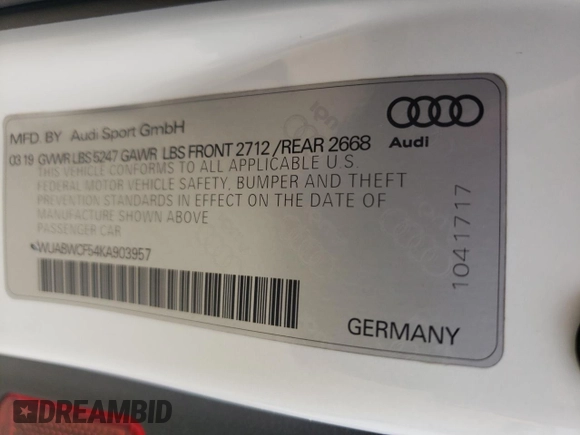 MFD. BY Audi Sport GmbH
Audi
03 19 GVWR LBS 5247 GAWR LBS FRONT 2712 /REAR 2668
THIS VEHICLE CONFORMS TO ALL APPLICABLE U.S.
FEDERAL MOTOR VEHICLE SAFETY, BUMPER AND THEFT
PREVENTION STANDARDS IN EFFECT ON THE DATE OF
MANUFACTURE SHOWN ABOVE
PASSENGER CAR
WUABWCF54KA903957
1041717
GERMANY
DREAMBID